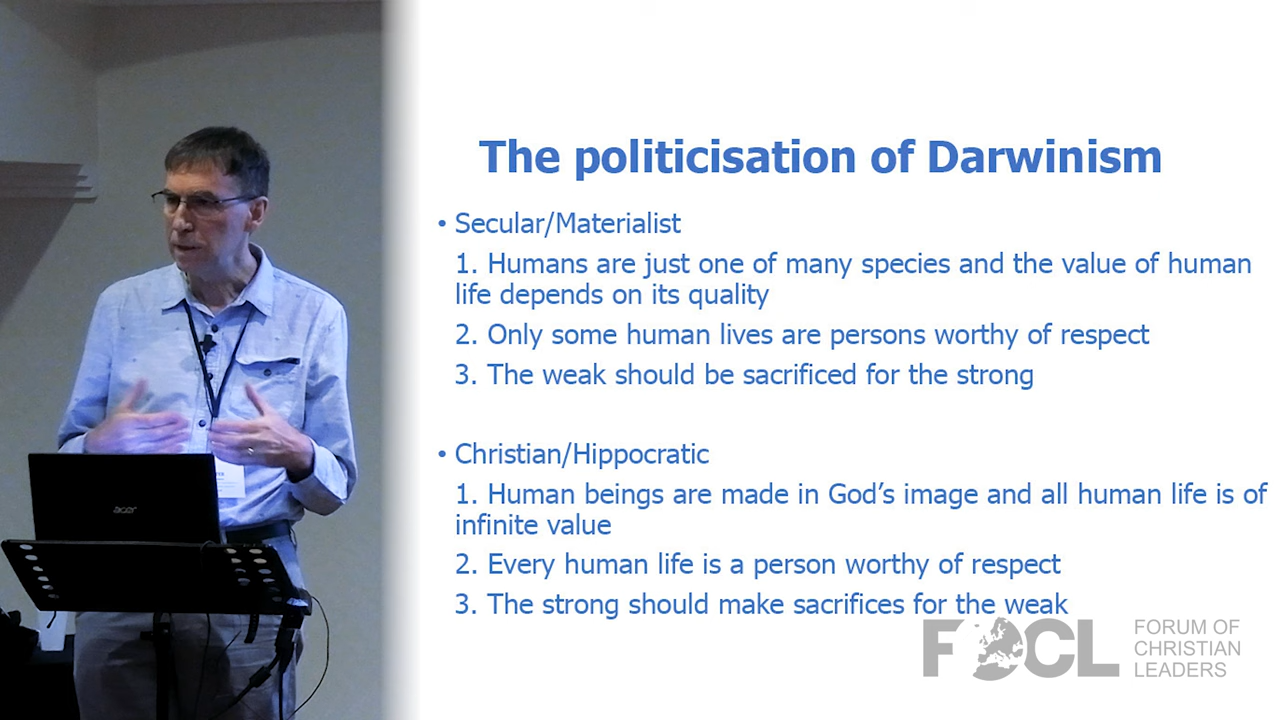 The politicisation of Darwinism
• Secular/Materialist
1. Humans are just one of many species and the value of human
life depends on its quality
2. Only some human lives are persons worthy of respect
3. The weak should be sacrificed for the strong
• Christian/Hippocratic
1. Human beings are made in God's image and all human life is of
infinite value
2. Every human life is a person worthy of respect
3. The strong should make sacrifices for the weak
FOCL
FORUM OF
CHRISTIAN
LEADERS
acer